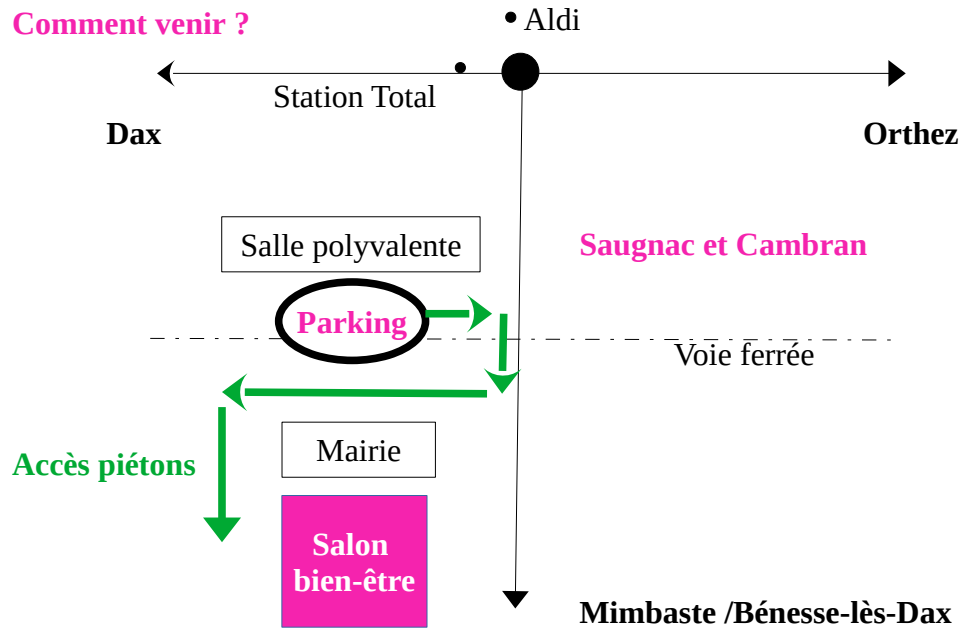 Comment venir ?
Aldi
Station Total
Dax
Orthez
Salle polyvalente
Saugnac et Cambran
Parking
Voie ferrée
Mairie
Accès piétons
Salon
bien-être
Mimbaste /Bénesse-lès-Dax